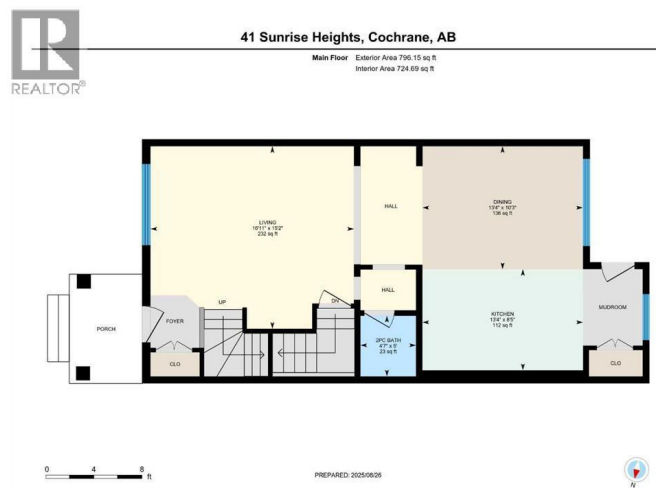 41 Sunrise Heights, Cochrane, AB
Main Floor Exterior Area 796.15 sq ft
Interior Area 724.69 sq ft
R
REALTOR®
LIVING
16'11" x 15'2"
232 sq ft
HALL
DINING
13'4" x 10'3"
136 sq ft
HALL
UP
DN
PORCH
FOYER
CLO
2PC BATH
4'7" x 5'
23 sq ft
KITCHEN
13'4" x 8'5"
112 sq ft
MUDROOM
CLO
0 4 8
ft
PREPARED: 2025/08/26
N